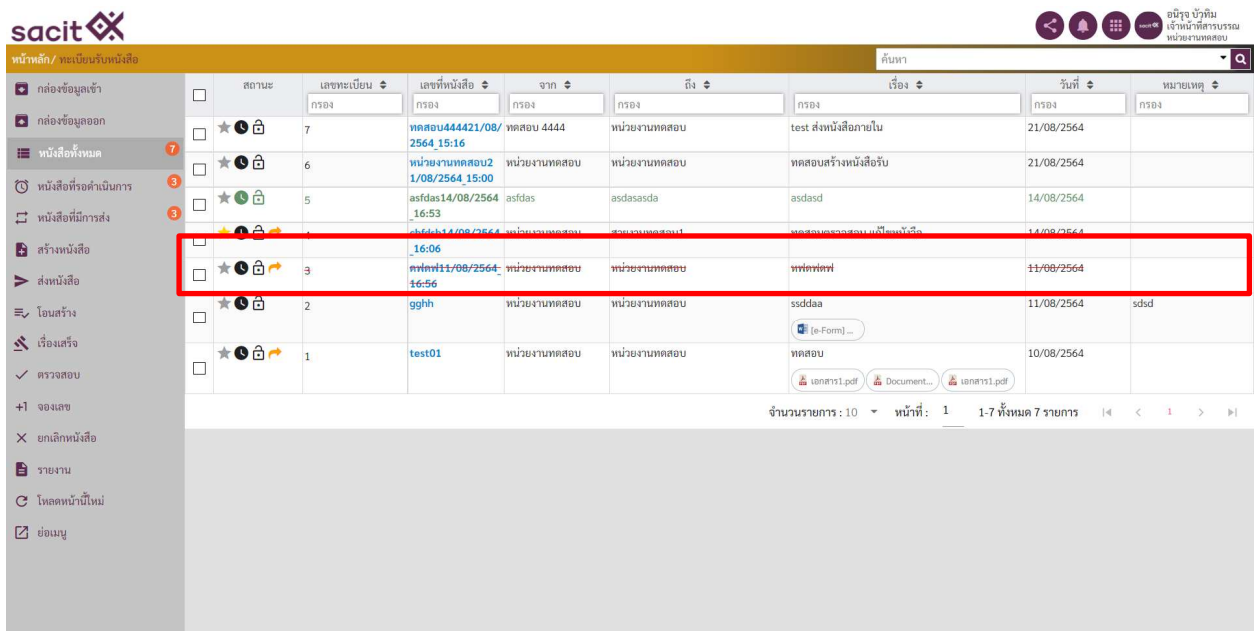 sacit
อนิรุจ บัวทิม
เจ้าหน้าที่สารบรรณ
หน่วยงานทดสอบ
หน้าหลัก/ ทะเบียนรับหนังสือ
ค้นหา
กล่องข้อมูลเข้า
กล่องข้อมูลออก
หนังสือทั้งหมด 7
หนังสือที่รอดำเนินการ 3
หนังสือที่มีการส่ง 3
สร้างหนังสือ
ส่งหนังสือ
โอนสร้าง
เรื่องเสร็จ
ตรวจสอบ
+1 จองเลข
ยกเลิกหนังสือ
รายงาน
โหลดหน้านี้ใหม่
ย่อเมนู
สถานะ เลขทะเบียน เลขที่หนังสือ จาก ถึง เรื่อง วันที่ หมายเหตุ
กรอง กรอง กรอง กรอง กรอง กรอง กรอง
7 ทดสอบ444421/08/ ทดสอบ 4444 หน่วยงานทดสอบ test ส่งหนังสือภายใน 21/08/2564
2564_15:16
6 หน่วยงานทดสอบ2 หน่วยงานทดสอบ หน่วยงานทดสอบ ทดสอบสร้างหนังสือรับ 21/08/2564
1/08/2564_15:00
5 asfdas14/08/2564 asfdas asdasasda asdasd 14/08/2564
_16:53
14/08/2564 หน่วยงานทดสอบ 14/08/2564
_16:06
3 11/08/2564_ หน่วยงานทดสอบ หน่วยงานทดสอบ 11/08/2564
16:56
2 gghh หน่วยงานทดสอบ หน่วยงานทดสอบ ssddaa 11/08/2564 sdsd
[e-Form] ...
1 test01 หน่วยงานทดสอบ หน่วยงานทดสอบ ทดสอบ 10/08/2564
เอกสาร1.pdf Document... เอกสาร1.pdf
จำนวนรายการ : 10 หน้าที่ : 1 1-7 ทั้งหมด 7 รายการ 1